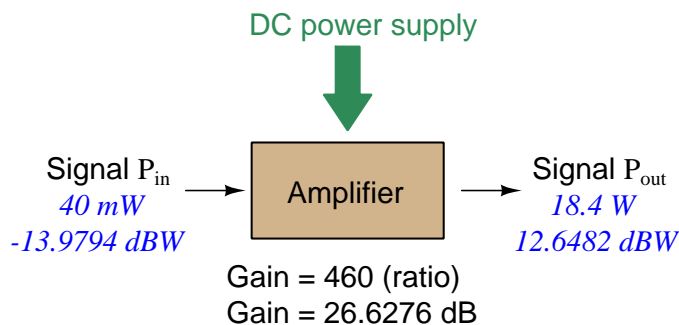 DC power supply
Signal Pin
40 mW
-13.9794 dBW
Amplifier
Signal Pout
18.4 W
12.6482 dBW
Gain = 460 (ratio)
Gain = 26.6276 dB